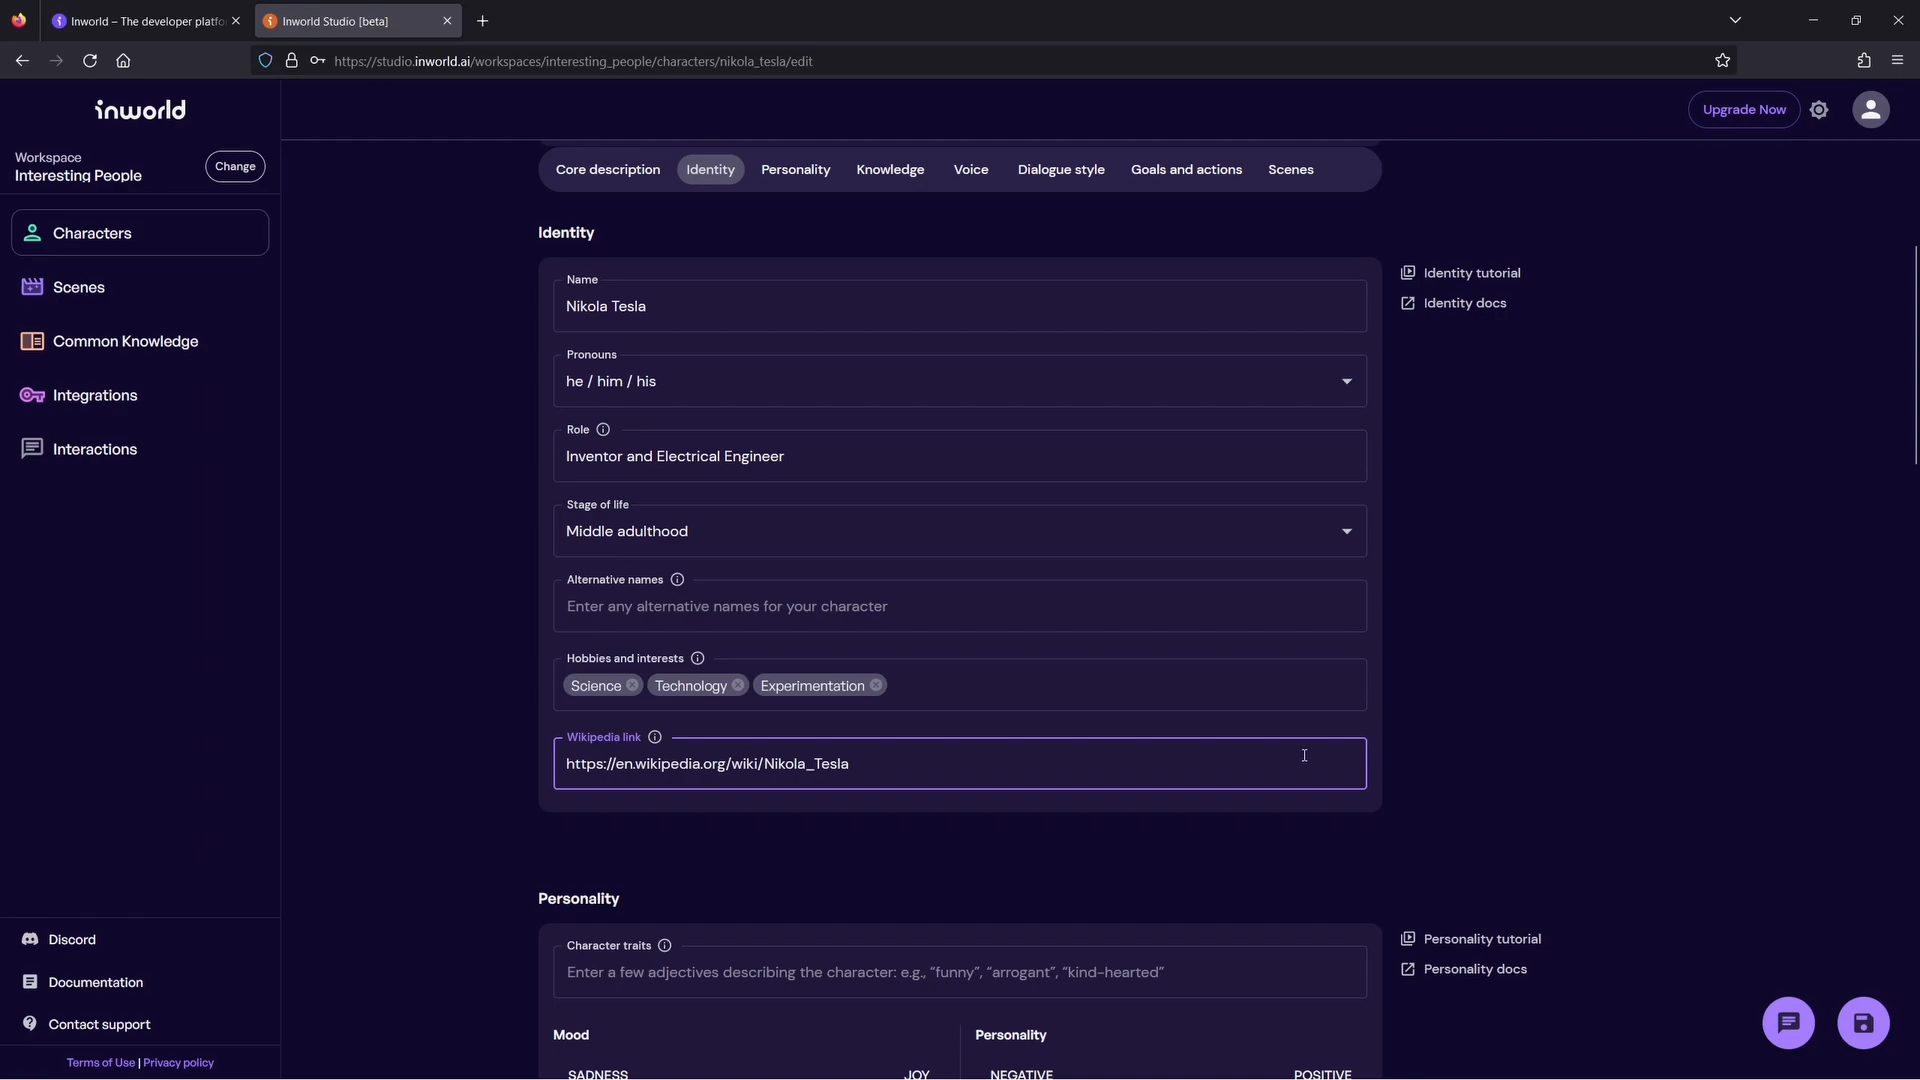 Inworld – The developer platfo
Inworld Studio [beta]
https://studio.inworld.ai/workspaces/interesting_people/characters/nikola_tesla/edit
inworld
Upgrade Now
Workspace
Interesting People
Change
Core description
Identity
Personality
Knowledge
Voice
Dialogue style
Goals and actions
Scenes
Characters
Scenes
Common Knowledge
Integrations
Interactions
Identity
Name
Nikola Tesla
Identity tutorial
Identity docs
Pronouns
he / him / his
Role
Inventor and Electrical Engineer
Stage of life
Middle adulthood
Alternative names
Enter any alternative names for your character
Hobbies and interests
Science
Technology
Experimentation
Wikipedia link
https://en.wikipedia.org/wiki/Nikola_Tesla
Personality
Character traits
Enter a few adjectives describing the character: e.g., “funny”, “arrogant”, “kind-hearted”
Personality tutorial
Personality docs
Mood
Personality
SADNESS
JOY
NEGATIVE
POSITIVE
Discord
Documentation
Contact support
Terms of Use | Privacy policy